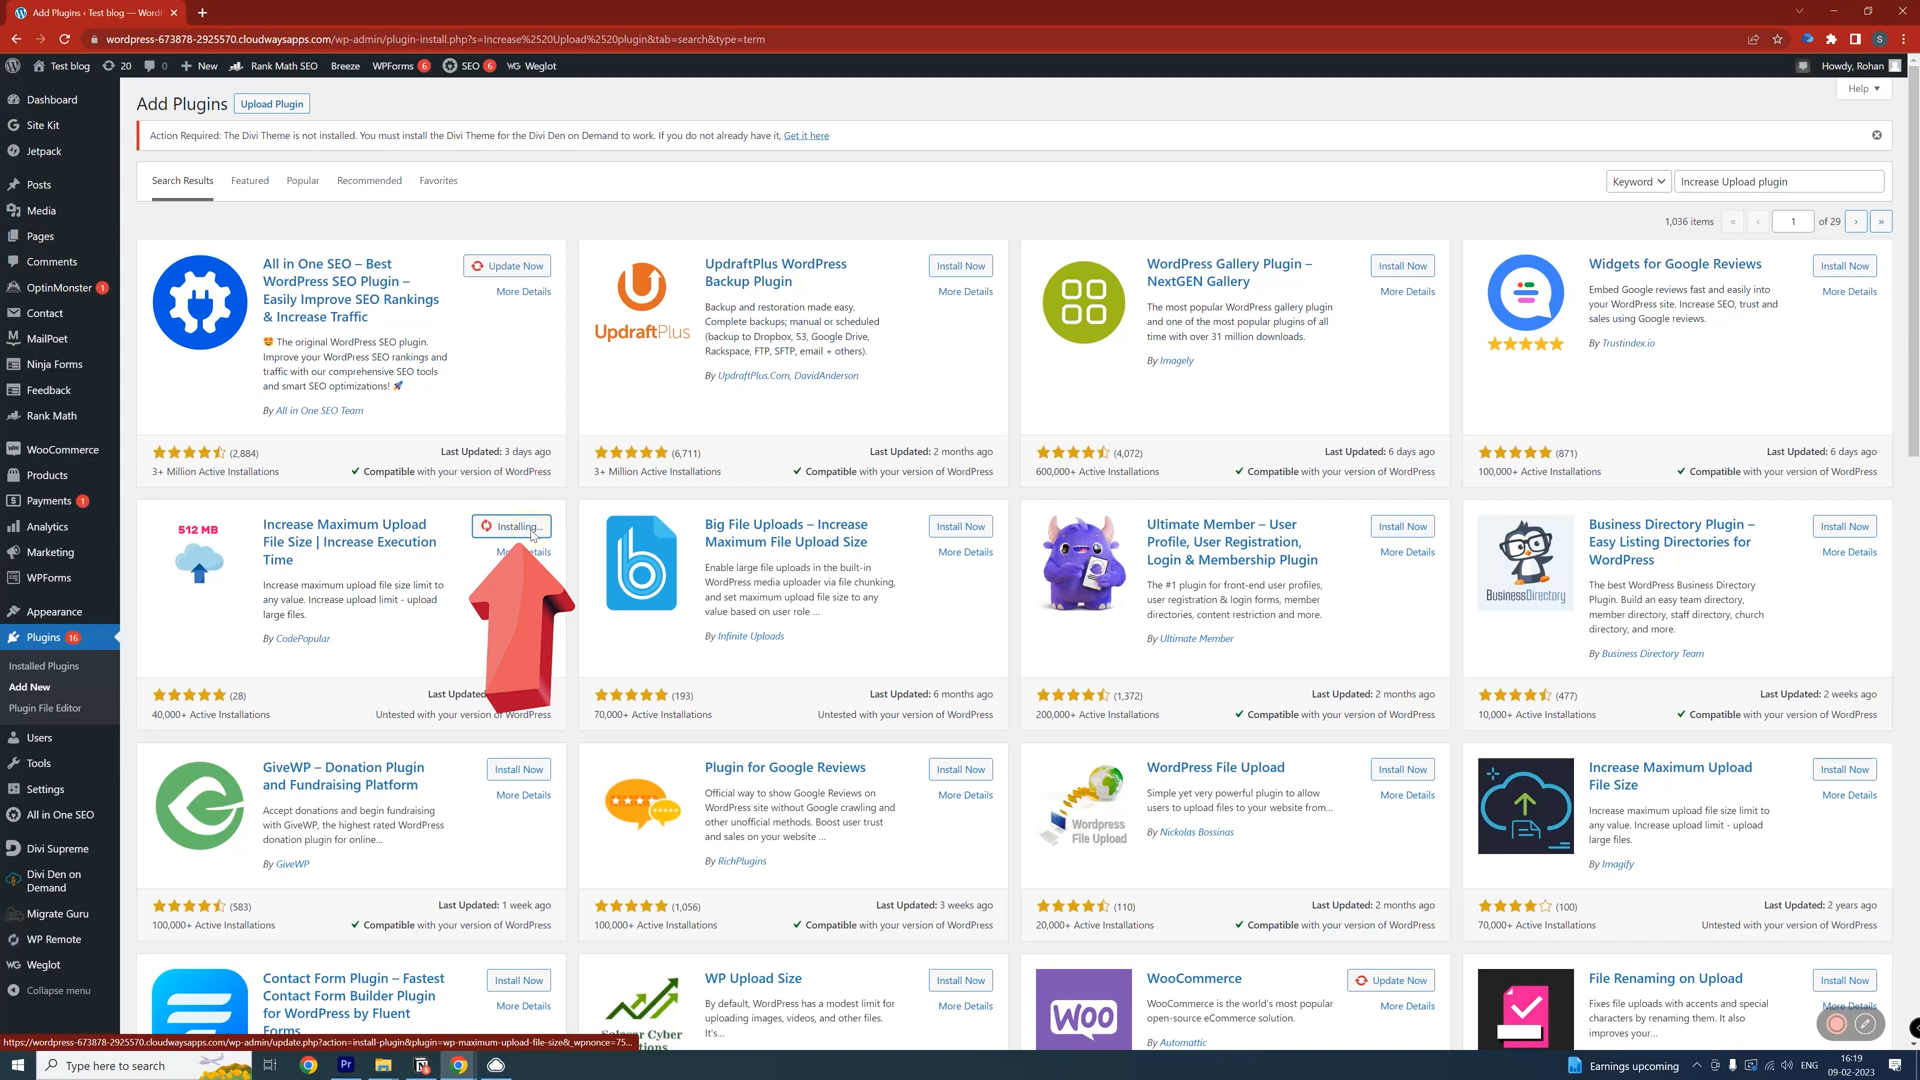 Add Plugins ‹ Test blog — Word
wordpress-673878-2925570.cloudwaysapps.com/wp-admin/plugin-install.php?s=Increase%2520Upload%2520plugin&tab=search&type=term
S
Test blog 20 0 New Rank Math SEO Breeze WPForms 6 SEO 6 WG Weglot Howdy, Rohan
Dashboard
Site Kit
Jetpack
Posts
Media
Pages
Comments
OptinMonster 1
Contact
MailPoet
Ninja Forms
Feedback
Rank Math
WooCommerce
Products
Payments 1
Analytics
Marketing
WPForms
Appearance
Plugins 16
Installed Plugins
Add New
Plugin File Editor
Users
Tools
Settings
All in One SEO
Divi Supreme
Divi Den on
Demand
Migrate Guru
WP Remote
WG Weglot
Collapse menu
Help ▼
Add Plugins Upload Plugin
Action Required: The Divi Theme is not installed. You must install the Divi Theme for the Divi Den on Demand to work. If you do not already have it, Get it here
Search Results Featured Popular Recommended Favorites
Keyword Increase Upload plugin
1,036 items « ‹ 1 of 29 › »
All in One SEO – Best
WordPress SEO Plugin –
Easily Improve SEO Rankings
& Increase Traffic
Update Now
More Details
🤩 The original WordPress SEO plugin.
Improve your WordPress SEO rankings and
traffic with our comprehensive SEO tools
and smart SEO optimizations! 🚀
By All in One SEO Team
(2,884)
3+ Million Active Installations
Last Updated: 3 days ago
✔ Compatible with your version of WordPress
UpdraftPlus
UpdraftPlus WordPress
Backup Plugin
Install Now
More Details
Backup and restoration made easy.
Complete backups; manual or scheduled
(backup to Dropbox, S3, Google Drive,
Rackspace, FTP, SFTP, email + others).
By UpdraftPlus.Com, DavidAnderson
(6,711)
3+ Million Active Installations
Last Updated: 2 months ago
✔ Compatible with your version of WordPress
WordPress Gallery Plugin –
NextGEN Gallery
Install Now
More Details
The most popular WordPress gallery plugin
and one of the most popular plugins of all
time with over 31 million downloads.
By Imagely
(4,072)
600,000+ Active Installations
Last Updated: 6 days ago
✔ Compatible with your version of WordPress
Widgets for Google Reviews
Install Now
More Details
Embed Google reviews fast and easily into
your WordPress site. Increase SEO, trust and
sales using Google reviews.
By Trustindex.io
(871)
100,000+ Active Installations
Last Updated: 6 days ago
✔ Compatible with your version of WordPress
512 MB
Increase Maximum Upload
File Size | Increase Execution
Time
Installing...
Increase maximum upload file size limit to
any value. Increase upload limit - upload
large files.
By CodePopular
(28)
40,000+ Active Installations
Last Updated
Untested with your version of WordPress
Big File Uploads – Increase
Maximum File Upload Size
Install Now
More Details
Enable large file uploads in the built-in
WordPress media uploader via file chunking,
and set maximum upload file size to any
value based on user role ...
By Infinite Uploads
(193)
70,000+ Active Installations
Last Updated: 6 months ago
Untested with your version of WordPress
Ultimate Member – User
Profile, User Registration,
Login & Membership Plugin
Install Now
More Details
The #1 plugin for front-end user profiles,
user registration & login forms, member
directories, content restriction and more.
By Ultimate Member
(1,372)
200,000+ Active Installations
Last Updated: 2 months ago
✔ Compatible with your version of WordPress
BusinessDirectory
Business Directory Plugin –
Easy Listing Directories for
WordPress
Install Now
More Details
The best WordPress Business Directory
Plugin. Build an easy team directory,
member directory, staff directory, church
directory, and more.
By Business Directory Team
(477)
10,000+ Active Installations
Last Updated: 2 weeks ago
✔ Compatible with your version of WordPress
GiveWP – Donation Plugin
and Fundraising Platform
Install Now
More Details
Accept donations and begin fundraising
with GiveWP, the highest rated WordPress
donation plugin for online...
By GiveWP
(583)
100,000+ Active Installations
Last Updated: 1 week ago
✔ Compatible with your version of WordPress
Plugin for Google Reviews
Install Now
More Details
Official way to show Google Reviews on
WordPress site without Google crawling and
other unofficial methods. Boost user trust
and sales on your website ...
By RichPlugins
(1,056)
100,000+ Active Installations
Last Updated: 3 weeks ago
✔ Compatible with your version of WordPress
Wordpress
File Upload
WordPress File Upload
Install Now
More Details
Simple yet very powerful plugin to allow
users to upload files to your website from...
By Nickolas Bossinas
(110)
20,000+ Active Installations
Last Updated: 2 months ago
✔ Compatible with your version of WordPress
Increase Maximum Upload
File Size
Install Now
More Details
Increase maximum upload file size limit to
any value. Increase upload limit - upload
large files.
By Imagify
(100)
70,000+ Active Installations
Last Updated: 2 years ago
Untested with your version of WordPress
Contact Form Plugin – Fastest
Contact Form Builder Plugin
for WordPress by Fluent
Forms
Install Now
More Details
WP Upload Size
Install Now
More Details
By default, WordPress has a modest limit for
uploading images, videos, and other files.
It's...
Cyber
WOO
WooCommerce
Update Now
More Details
WooCommerce is the world's most popular
open-source eCommerce solution.
By Automattic
File Renaming on Upload
Install Now
More Details
Fixes file uploads with accents and special
characters by renaming them. It also
improves your...
https://wordpress-673878-2925570.cloudwaysapps.com/wp-admin/update.php?action=install-plugin&plugin=wp-maximum-upload-file-size&_wpnonce=75...
Type here to search
Pr
Earnings upcoming
ENG
16:19
09-02-2023